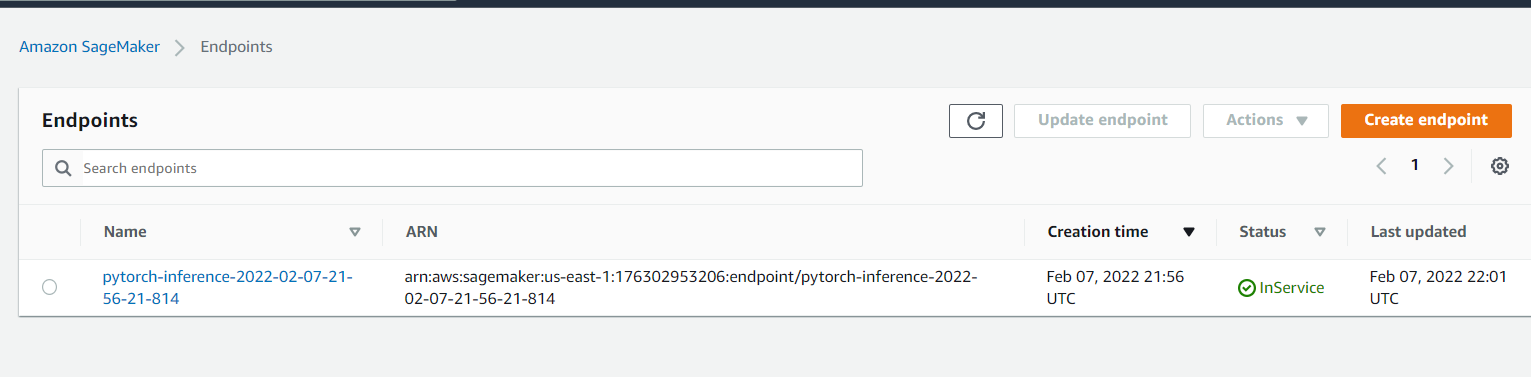 Amazon SageMaker > Endpoints
Endpoints
Update endpoint
Actions
Create endpoint
Search endpoints
1
Name
ARN
Creation time
Status
Last updated
pytorch-inference-2022-02-07-21-
56-21-814
arn:aws:sagemaker:us-east-1:176302953206:endpoint/pytorch-inference-2022-
02-07-21-56-21-814
Feb 07, 2022 21:56
UTC
InService
Feb 07, 2022 22:01
UTC